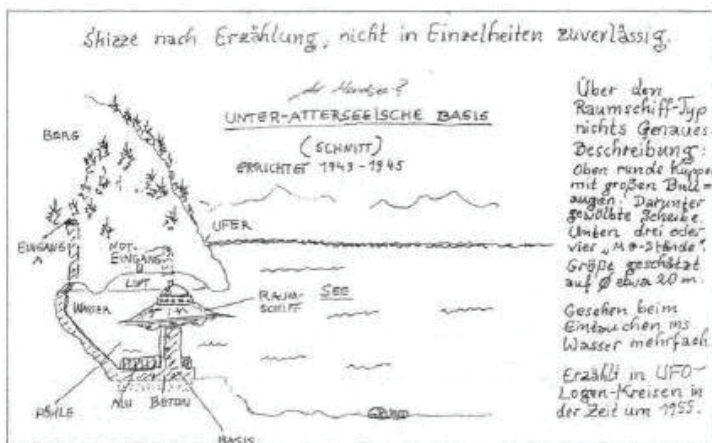 Skizze nach Erzählung, nicht in Einzelheiten zuverlässig.
UNTER-ATTERSEEISCHE BASIS
(SCHNITT)
ERRICHTET 1943-1945
BERG
UFER
EINGANG
A
NOT-
EINGANG
LUFT
WASSER
RAUM-
SCHIFF
SEE
HÖHLE
BETON
BASIS
Über den
Raumschiff-Typ
nichts Genaues.
Beschreibung:
Oben runde Kuppel
mit großen Bull=
augen. Darunter
gewölbte Scheibe.
Unten drei oder
vier „MG-Stände".
Größe geschätzt
auf Ø etwa 20 m.
Gesehen beim
Eintauchen ins
Wasser mehrfach.
Erzählt in UFO-
Logen-Kreisen in
der Zeit um 1955.